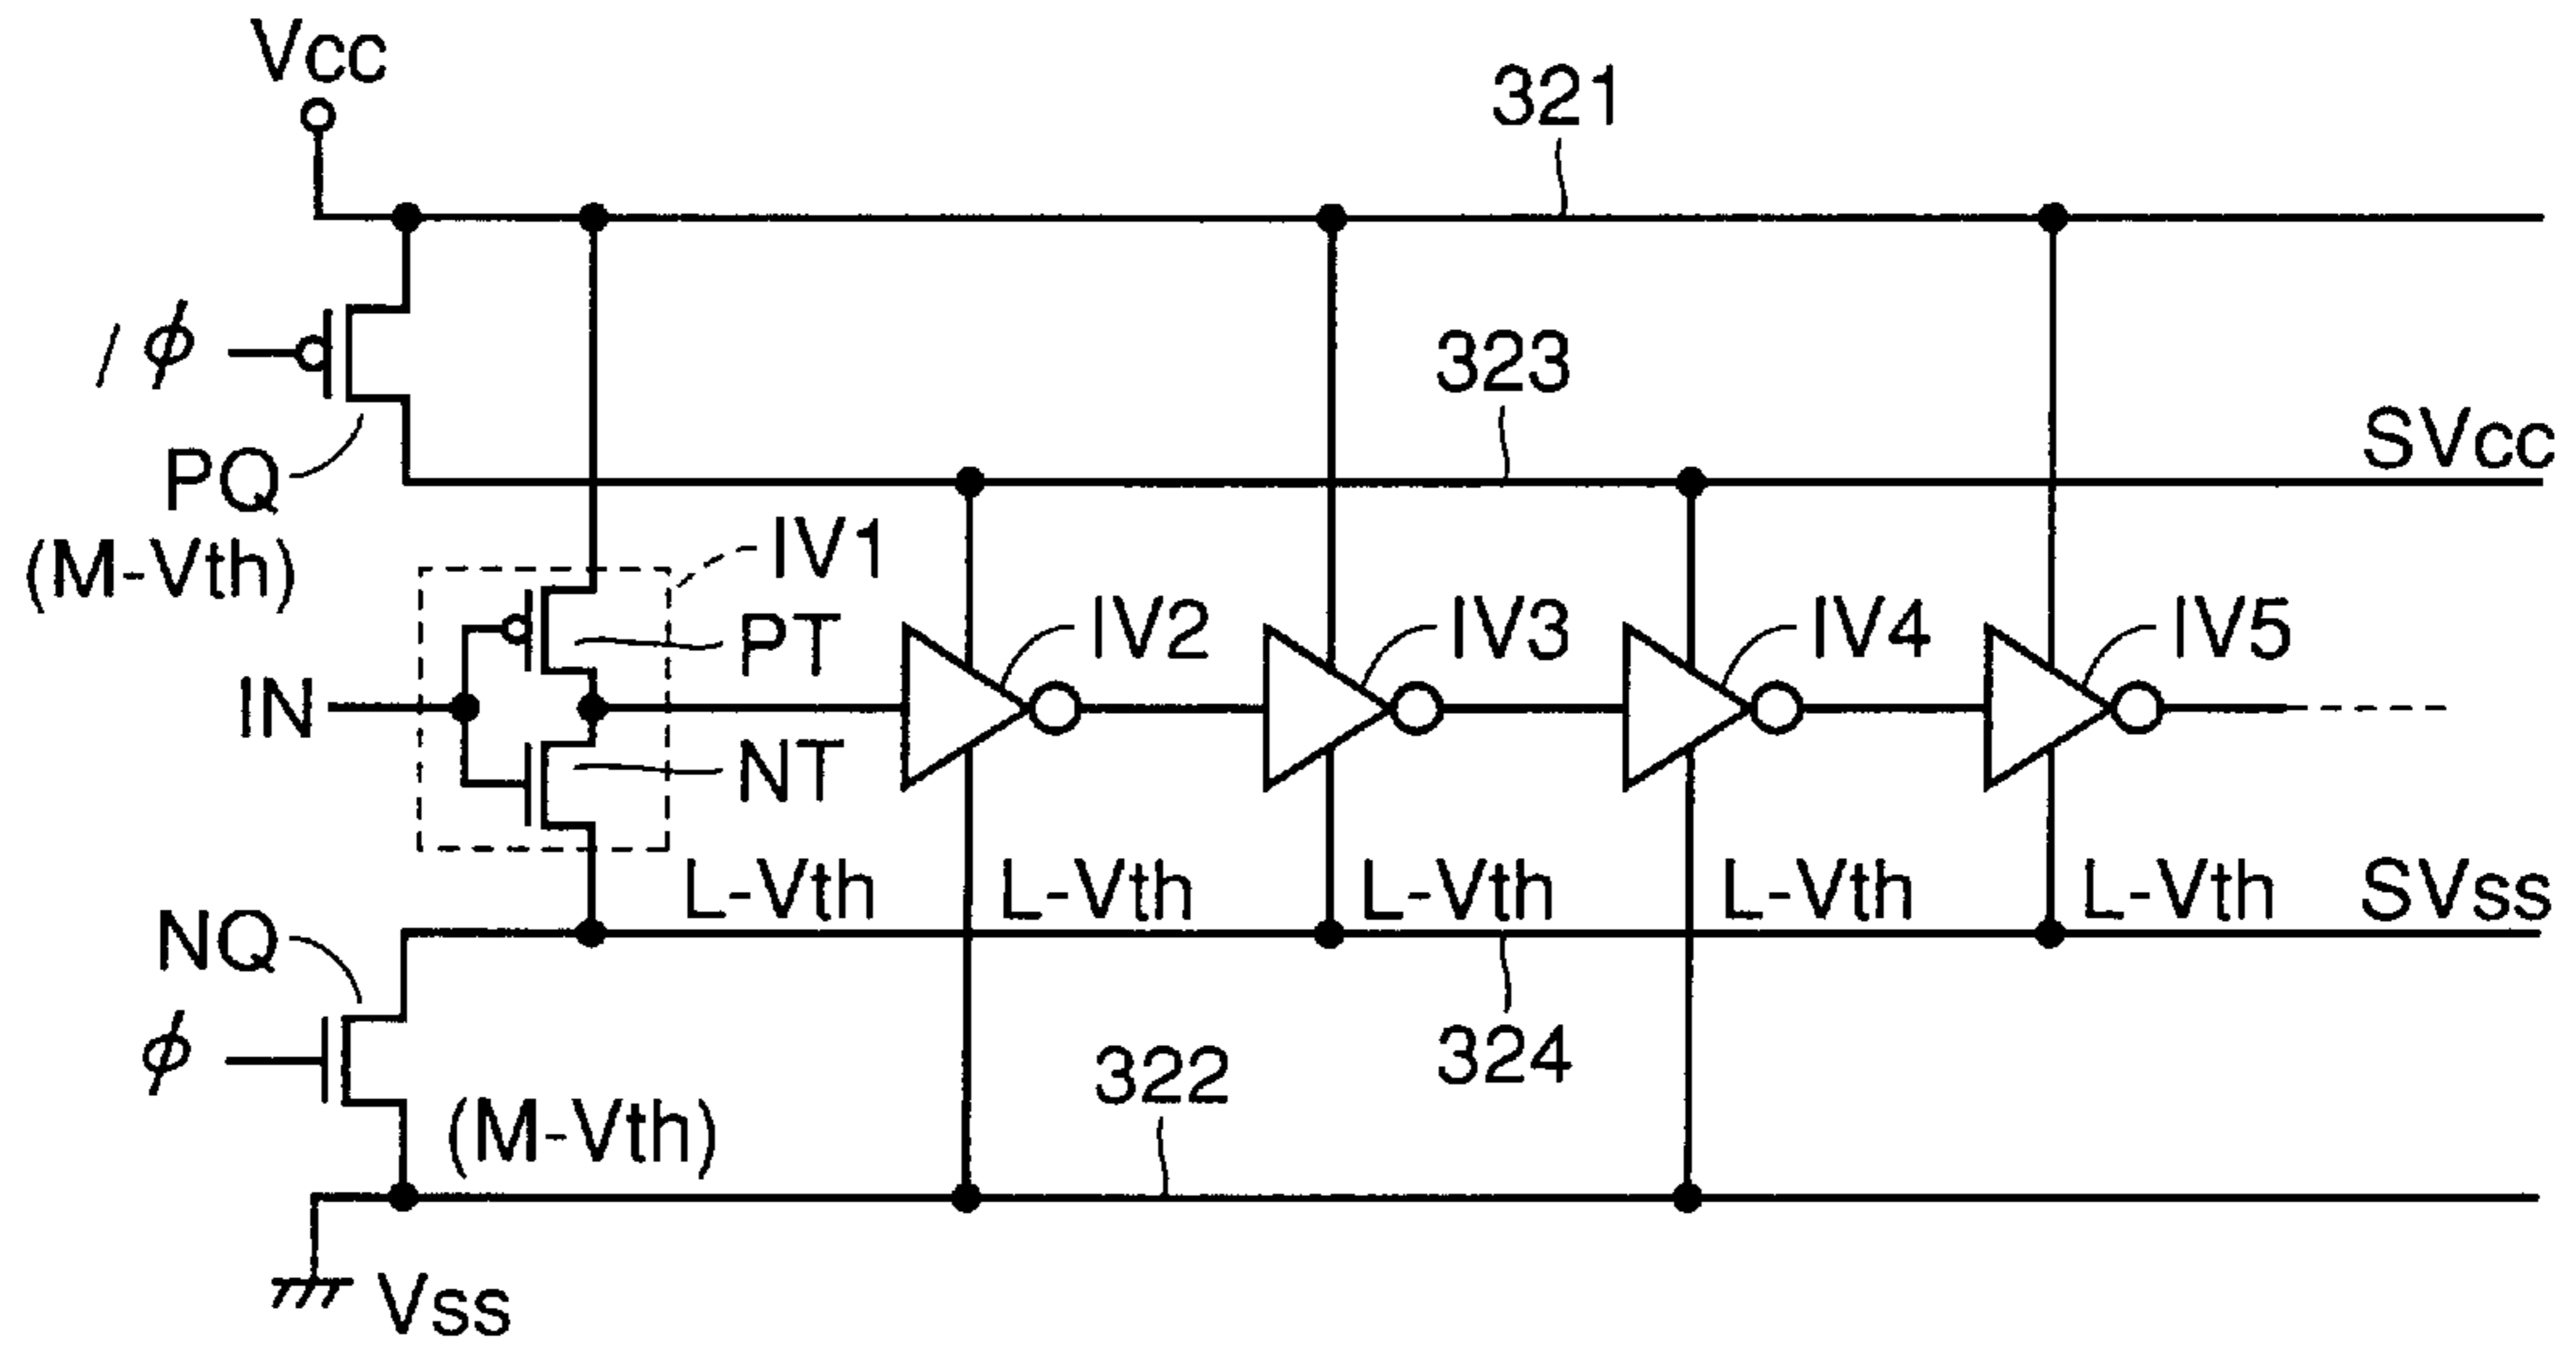 Vcc
321
/φ
323
SVcc
PQ
(M-Vth)
IV1
PT
IV2
IV3
IV4
IV5
IN
NT
L-Vth L-Vth L-Vth L-Vth L-Vth
SVss
NQ
φ
324
322
(M-Vth)
Vss